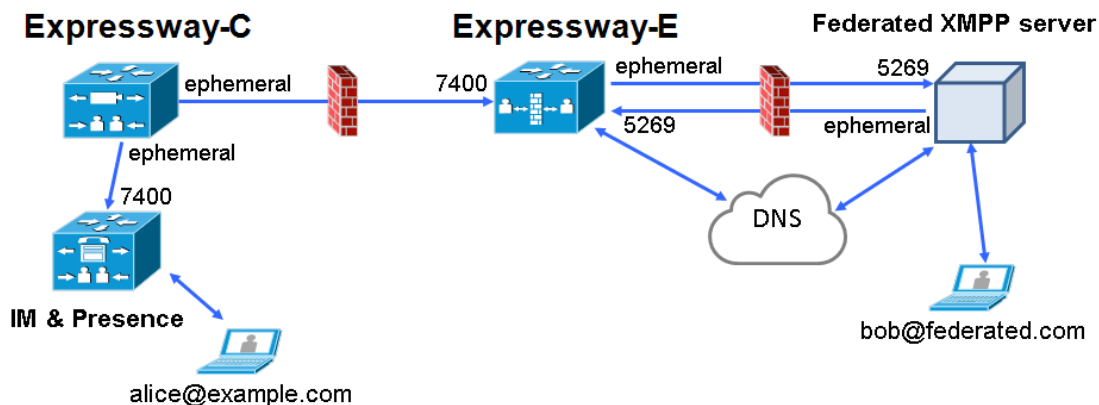 Expressway-C
Expressway-E
Federated XMPP server
ephemeral
7400
ephemeral
5269
5269
ephemeral
ephemeral
7400
DNS
IM & Presence
alice@example.com
bob@federated.com